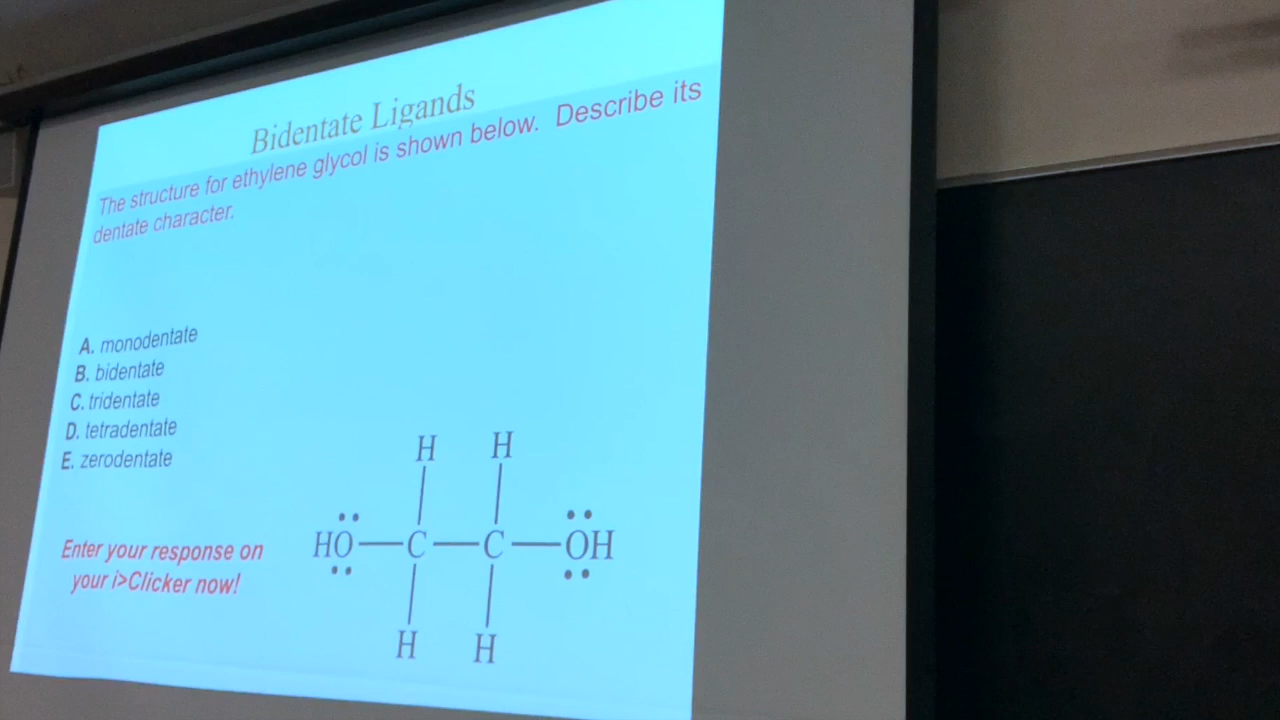 Bidentate Ligands
The structure for ethylene glycol is shown below. Describe its
dentate character.
A. monodentate
B. bidentate
C. tridentate
D. tetradentate
E. zerodentate
Enter your response on
your i>Clicker now!
H H
HO—C—C—OH
H H